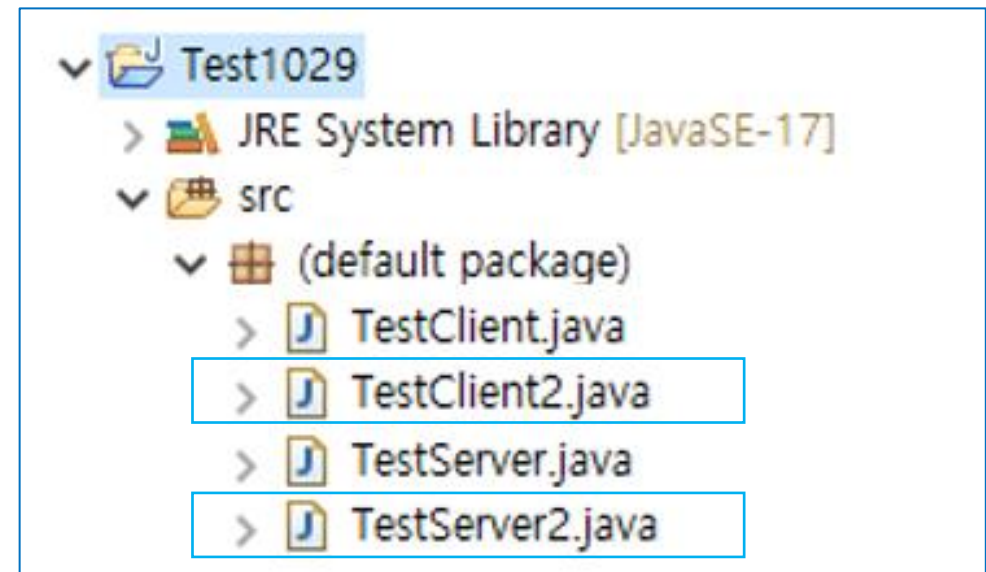 Test1029
JRE System Library [JavaSE-17]
src
(default package)
TestClient.java
TestClient2.java
TestServer.java
TestServer2.java